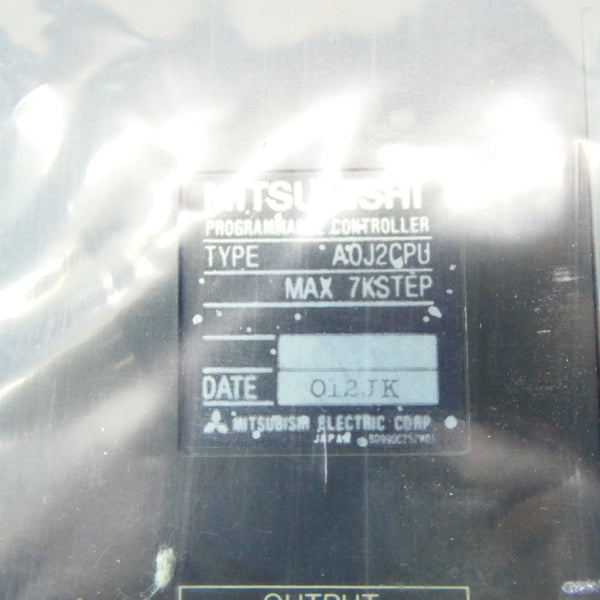 MITSUBISHI
PROGRAMMABLE CONTROLLER
TYPE A0J2CPU
MAX 7KSTEP
DATE 012JK
MITSUBISHI ELECTRIC CORP
JAPAN
OUTPUT